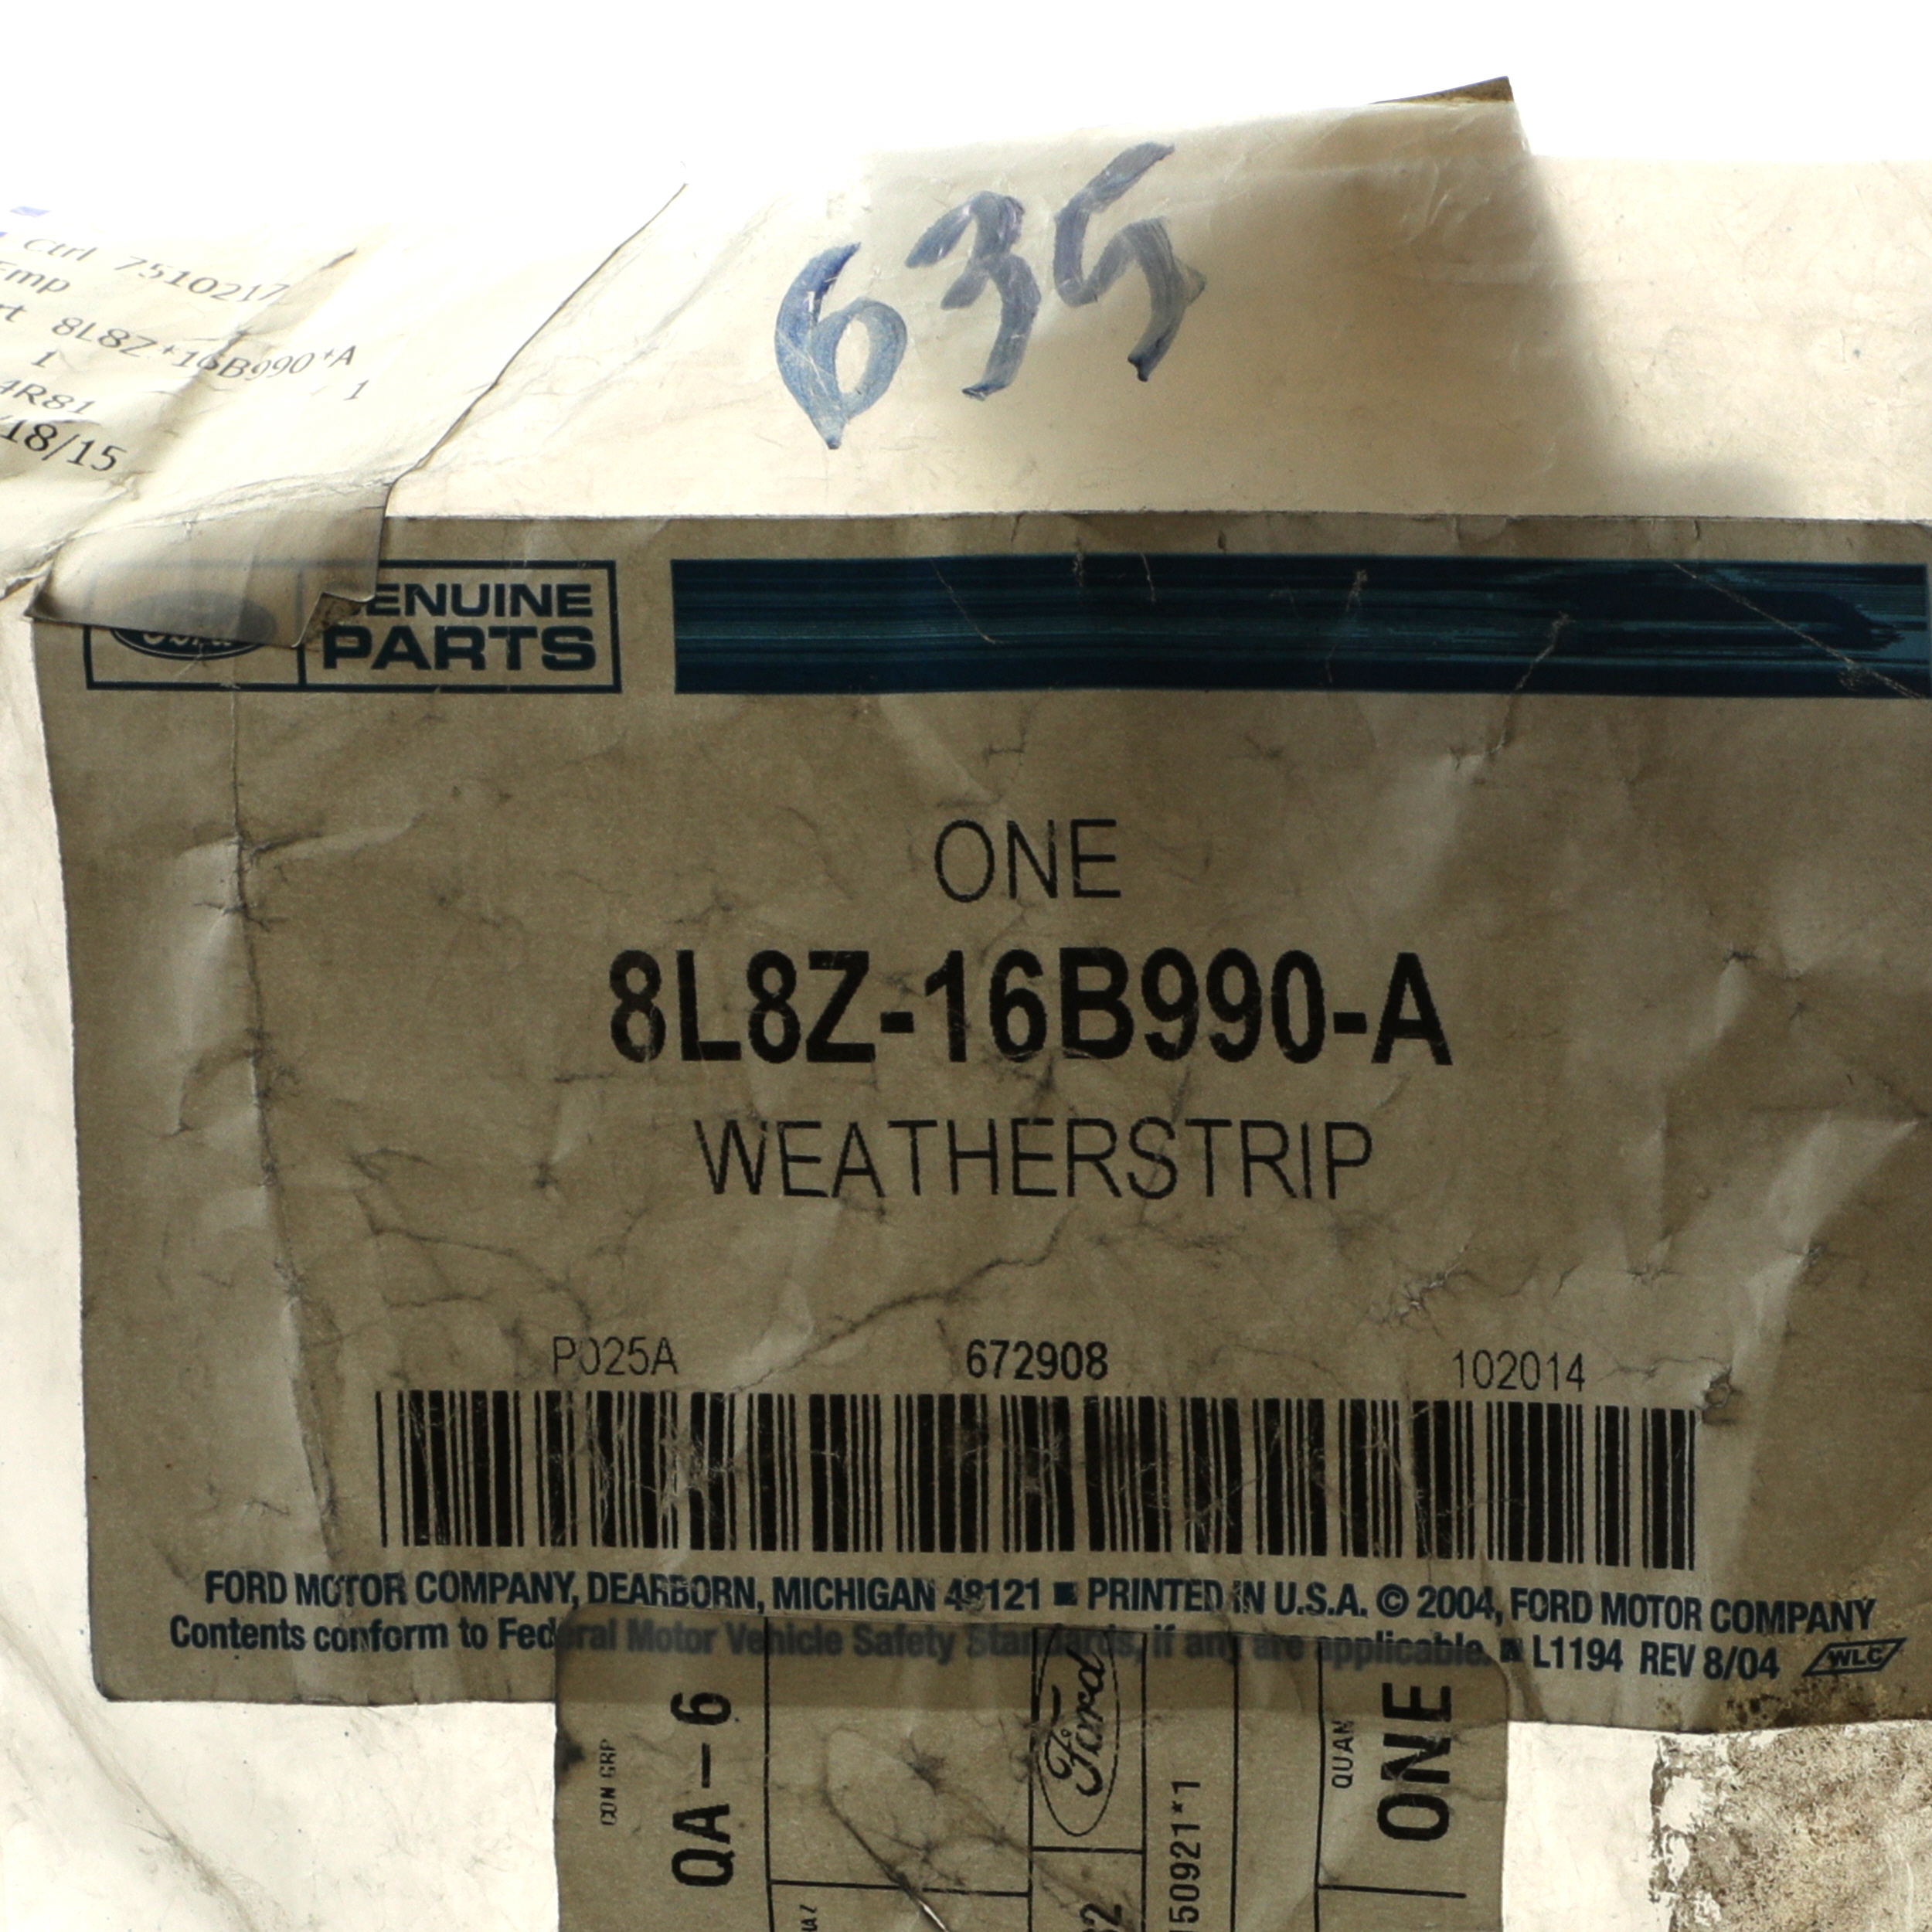 635
Ctrl 7510217
8L8Z*16B990*A
1 1
4R81
18/15
GENUINE
PARTS
ONE
8L8Z-16B990-A
WEATHERSTRIP
P025A 672908 102014
FORD MOTOR COMPANY, DEARBORN, MICHIGAN 48121 ■ PRINTED IN U.S.A. © 2004, FORD MOTOR COMPANY
Contents conform to Federal Motor Vehicle Safety Standards, if any are applicable. ■ L1194 REV 8/04 WLC
CON GRP
QA-6
Ford
150921*1
QUAN
ONE